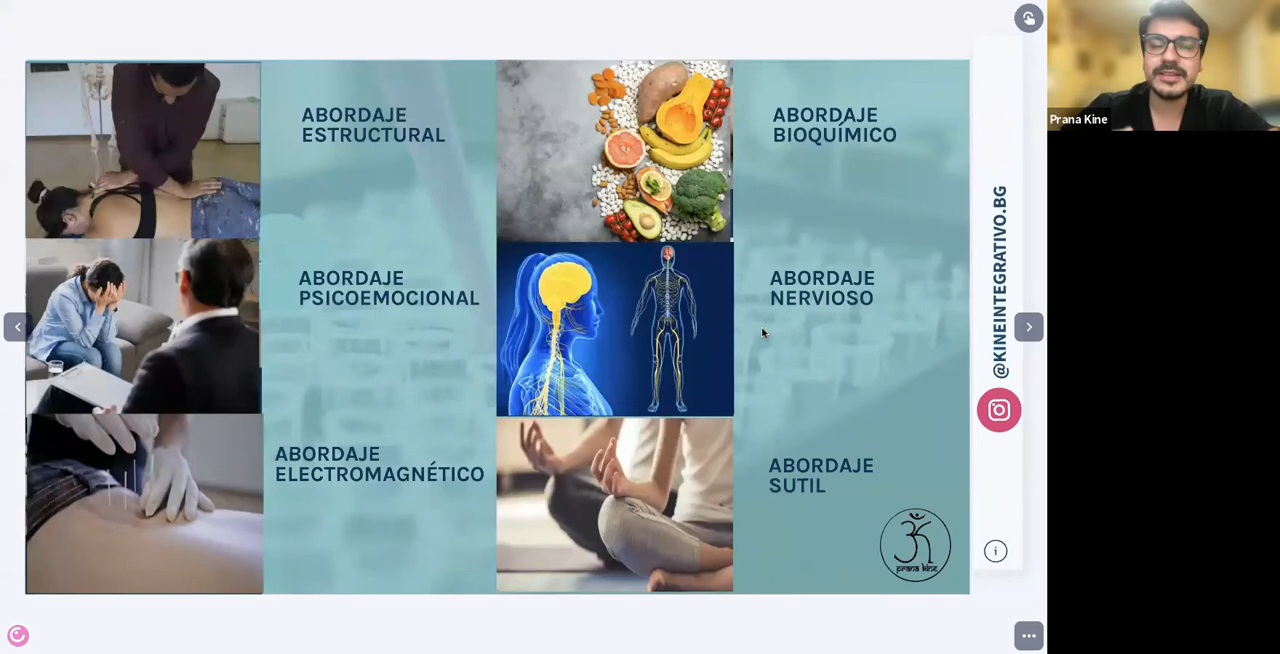 ABORDAJE
ESTRUCTURAL
ABORDAJE
BIOQUÍMICO
ABORDAJE
PSICOEMOCIONAL
ABORDAJE
NERVIOSO
ABORDAJE
ELECTROMAGNÉTICO
ABORDAJE
SUTIL
prana kine
@KINEINTEGRATIVO.BG
i
Prana Kine